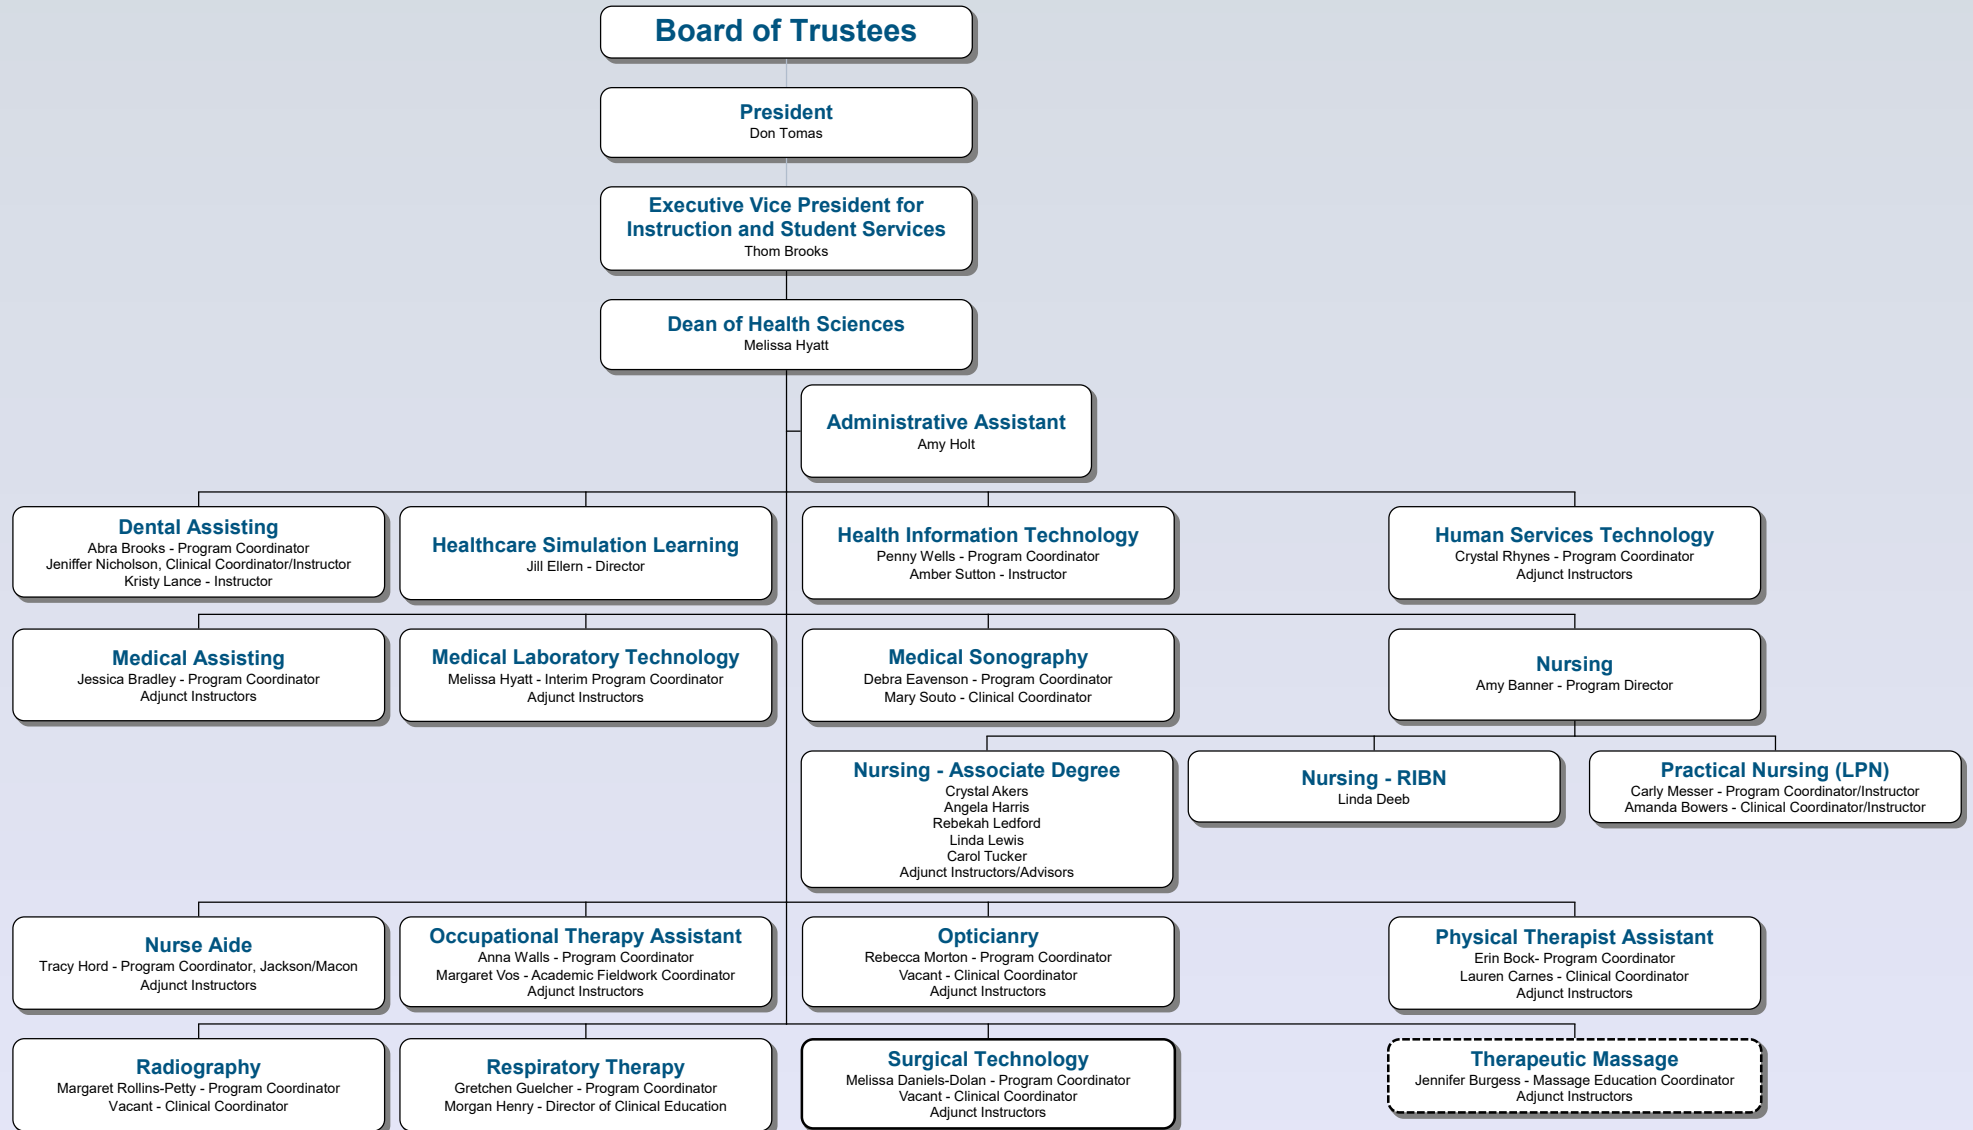 Board of Trustees
President
Don Tomas
Executive Vice President for
Instruction and Student Services
Thom Brooks
Dean of Health Sciences
Melissa Hyatt
Administrative Assistant
Amy Holt
Dental Assisting
Abra Brooks - Program Coordinator
Jeniffer Nicholson, Clinical Coordinator/Instructor
Kristy Lance - Instructor
Healthcare Simulation Learning
Jill Ellern - Director
Health Information Technology
Penny Wells - Program Coordinator
Amber Sutton - Instructor
Human Services Technology
Crystal Rhynes - Program Coordinator
Adjunct Instructors
Medical Assisting
Jessica Bradley - Program Coordinator
Adjunct Instructors
Medical Laboratory Technology
Melissa Hyatt - Interim Program Coordinator
Adjunct Instructors
Medical Sonography
Debra Eavenson - Program Coordinator
Mary Souto - Clinical Coordinator
Nursing
Amy Banner - Program Director
Nursing - Associate Degree
Crystal Akers
Angela Harris
Rebekah Ledford
Linda Lewis
Carol Tucker
Adjunct Instructors/Advisors
Nursing - RIBN
Linda Deeb
Practical Nursing (LPN)
Carly Messer - Program Coordinator/Instructor
Amanda Bowers - Clinical Coordinator/Instructor
Nurse Aide
Tracy Hord - Program Coordinator, Jackson/Macon
Adjunct Instructors
Occupational Therapy Assistant
Anna Walls - Program Coordinator
Margaret Vos - Academic Fieldwork Coordinator
Adjunct Instructors
Opticianry
Rebecca Morton - Program Coordinator
Vacant - Clinical Coordinator
Adjunct Instructors
Physical Therapist Assistant
Erin Bock- Program Coordinator
Lauren Carnes - Clinical Coordinator
Adjunct Instructors
Radiography
Margaret Rollins-Petty - Program Coordinator
Vacant - Clinical Coordinator
Respiratory Therapy
Gretchen Guelcher - Program Coordinator
Morgan Henry - Director of Clinical Education
Surgical Technology
Melissa Daniels-Dolan - Program Coordinator
Vacant - Clinical Coordinator
Adjunct Instructors
Therapeutic Massage
Jennifer Burgess - Massage Education Coordinator
Adjunct Instructors